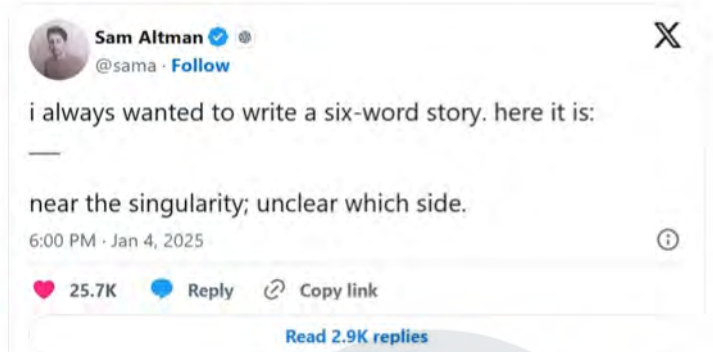 Sam Altman
@sama · Follow
i always wanted to write a six-word story. here it is:
___
near the singularity; unclear which side.
6:00 PM · Jan 4, 2025
25.7K Reply Copy link
Read 2.9K replies